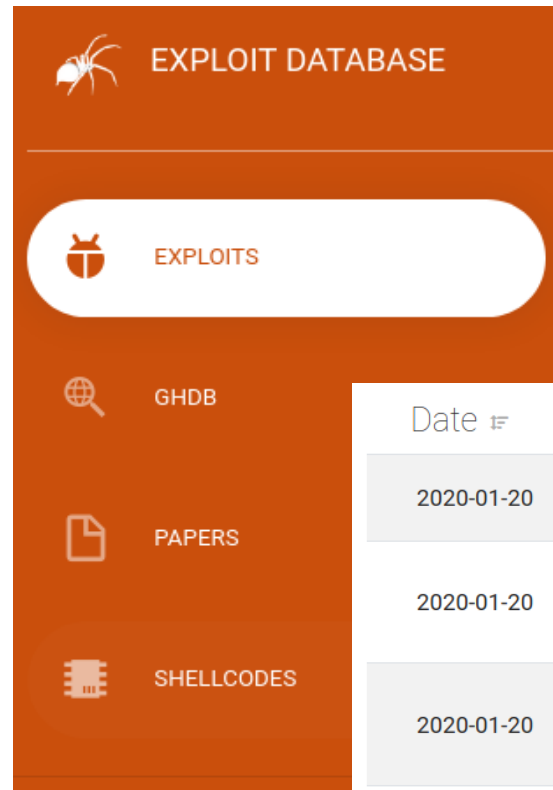 EXPLOIT DATABASE
EXPLOITS
GHDB
PAPERS
SHELLCODES
Date
2020-01-20
2020-01-20
2020-01-20